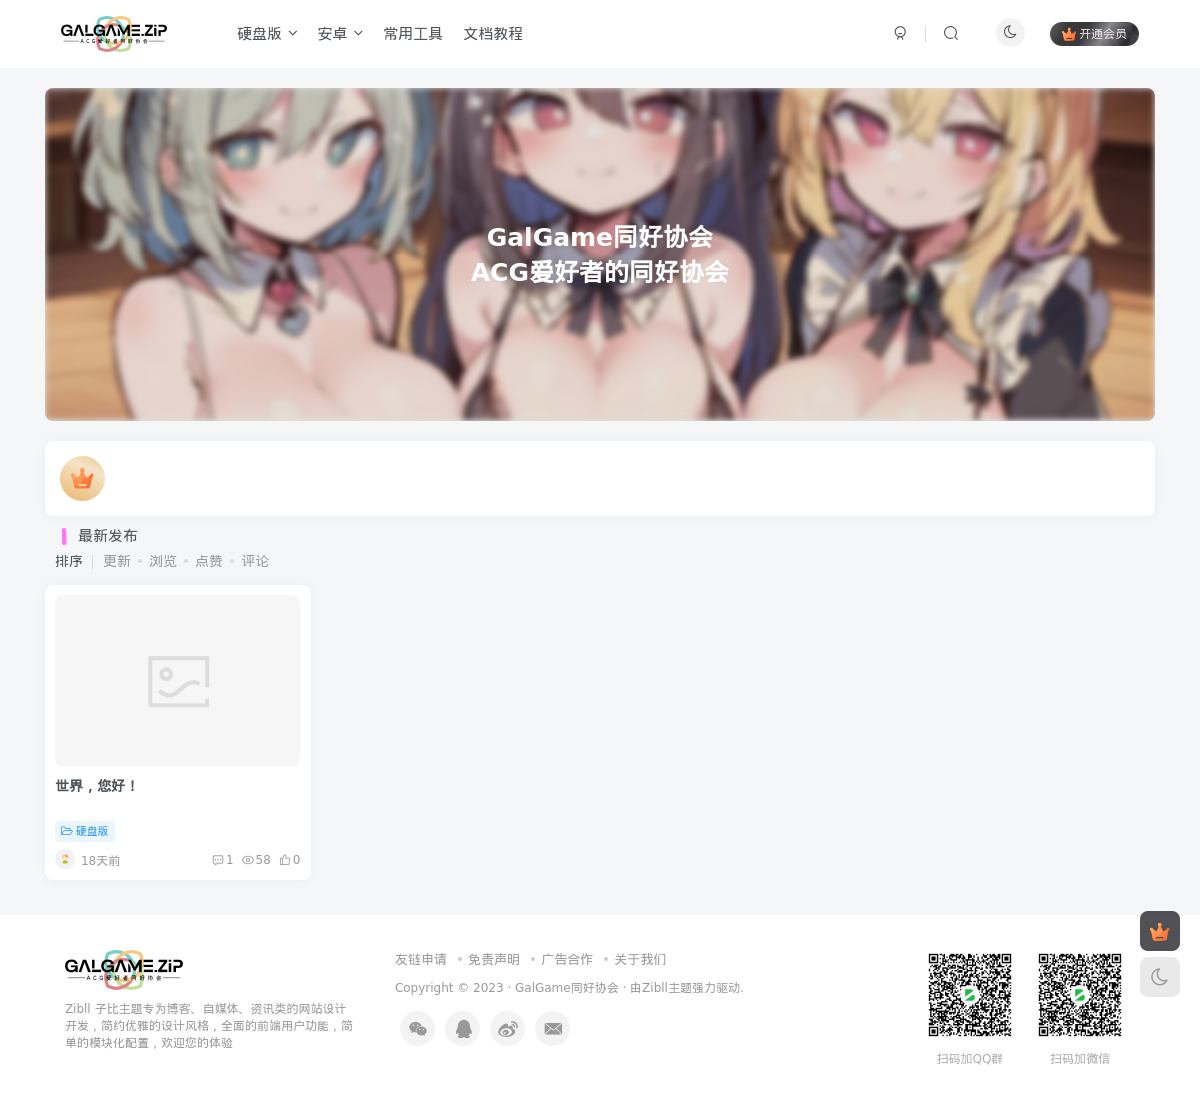 GALGAME.ZiP
ACG爱好者同好协会
硬盘版
安卓
常用工具
文档教程
开通会员
GalGame同好协会
ACG爱好者的同好协会
最新发布
排序
更新
浏览
点赞
评论
世界，您好！
硬盘版
18天前
1
58
0
GALGAME.ZiP
ACG爱好者同好协会
Zibll 子比主题专为博客、自媒体、资讯类的网站设计
开发，简约优雅的设计风格，全面的前端用户功能，简
单的模块化配置，欢迎您的体验
友链申请
免责声明
广告合作
关于我们
Copyright © 2023 · GalGame同好协会 · 由Zibll主题强力驱动.
扫码加QQ群
扫码加微信